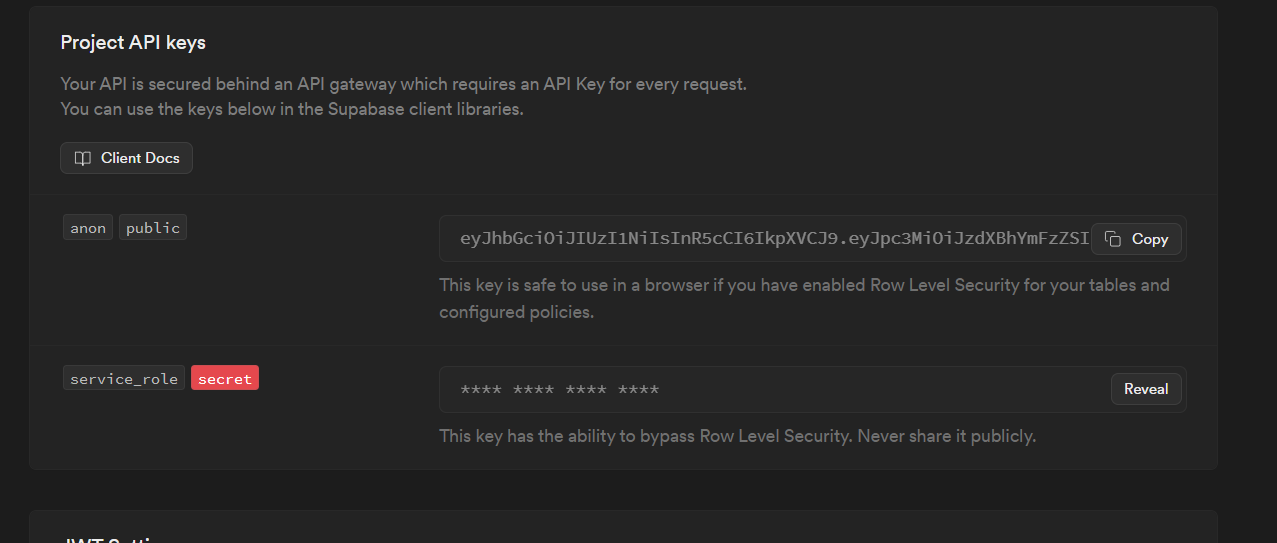 Project API keys
Your API is secured behind an API gateway which requires an API Key for every request.
You can use the keys below in the Supabase client libraries.
Client Docs
anon public
eyJhbGciOiJIUzI1NiIsInR5cCI6IkpXVCJ9.eyJpc3MiOiJzdXBhYmFzZSI Copy
This key is safe to use in a browser if you have enabled Row Level Security for your tables and
configured policies.
service_role secret
**** **** **** **** Reveal
This key has the ability to bypass Row Level Security. Never share it publicly.